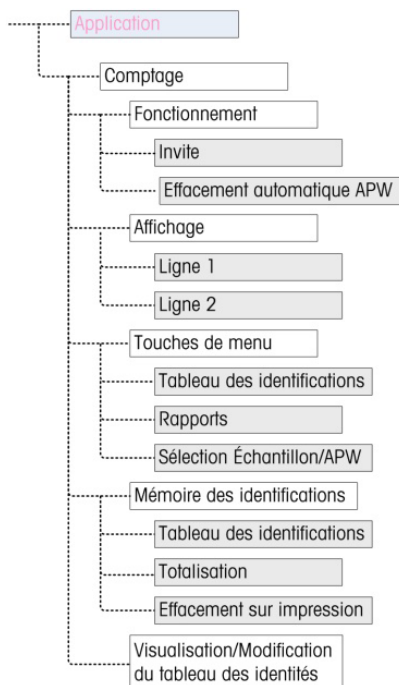 Application
Comptage
Fonctionnement
Invite
Effacement automatique APW
Affichage
Ligne 1
Ligne 2
Touches de menu
Tableau des identifications
Rapports
Sélection Échantillon/APW
Mémoire des identifications
Tableau des identifications
Totalisation
Effacement sur impression
Visualisation/Modification
du tableau des identités